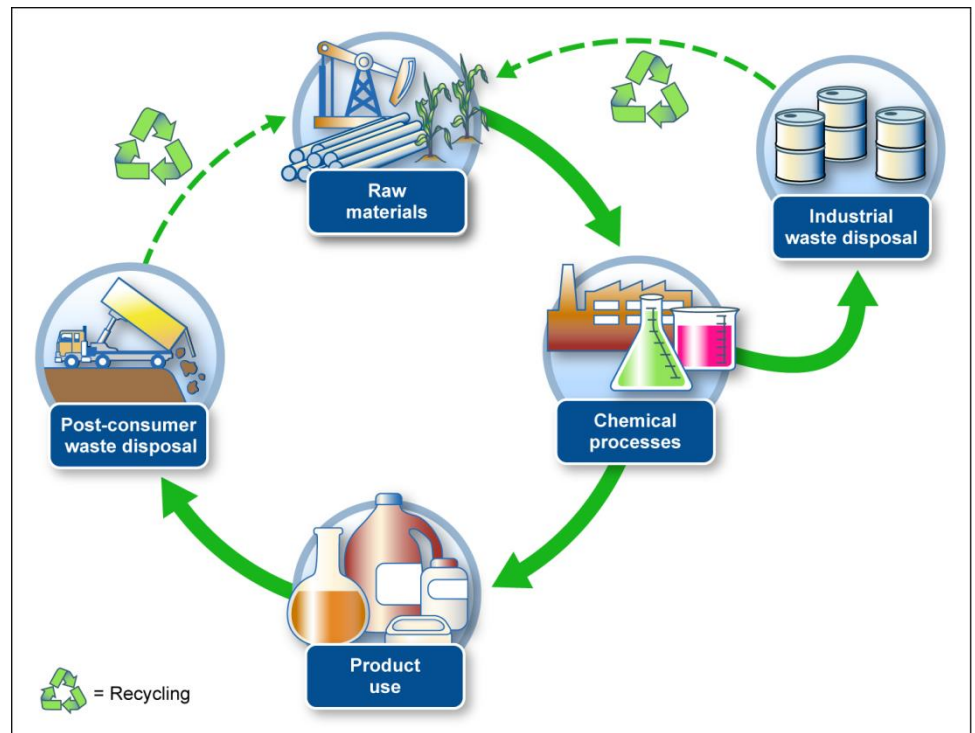 Raw
materials
Industrial
waste disposal
Chemical
processes
Post-consumer
waste disposal
Product
use
= Recycling